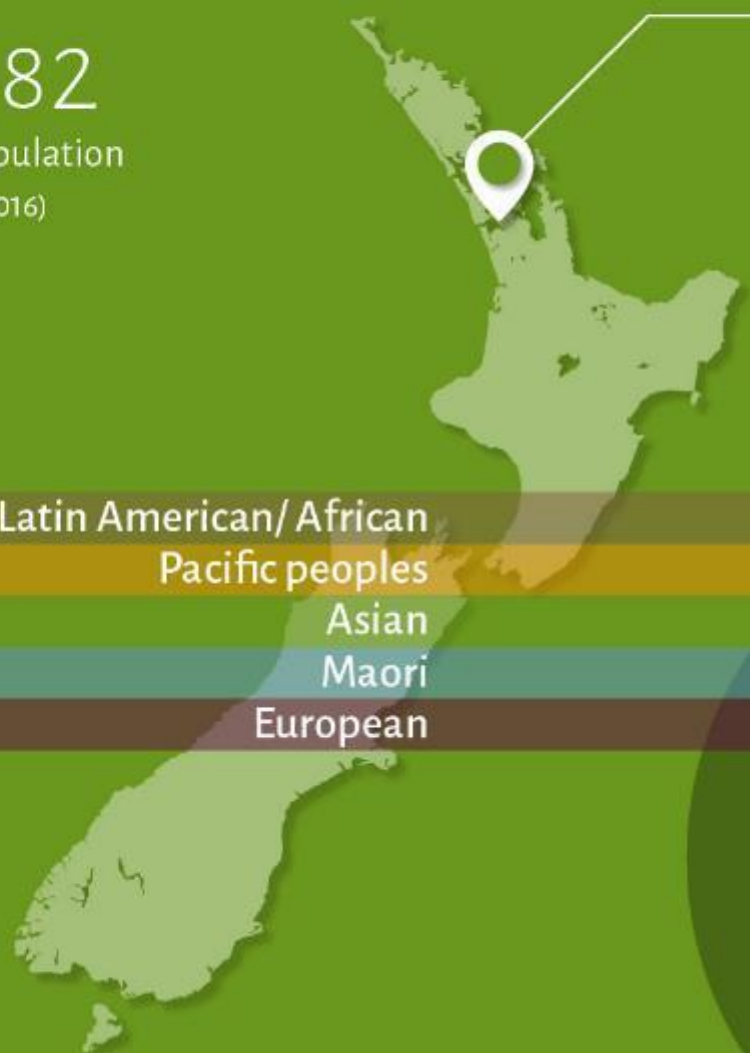 82
pulation
016)
Latin American/ African
Pacific peoples
Asian
Maori
European